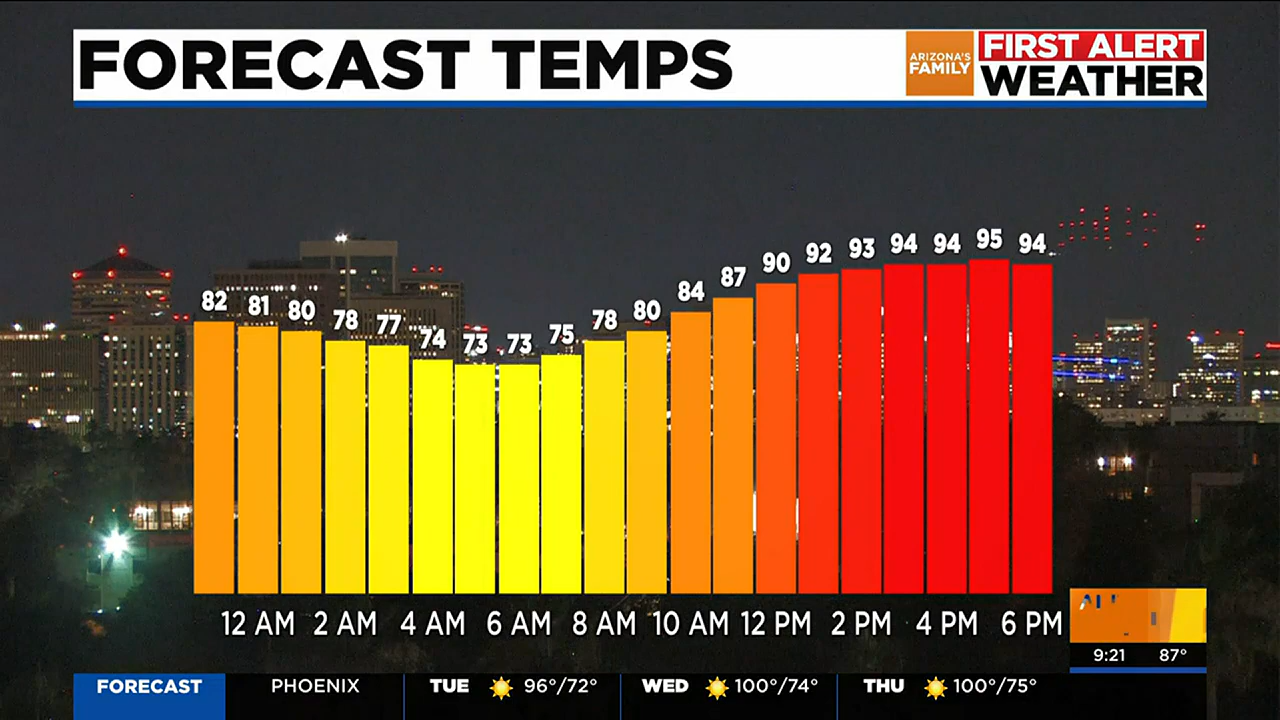 FORECAST TEMPS
ARIZONA'S
FAMILY
FIRST ALERT
WEATHER
82 81 80 78 77 74 73 73 75 78 80 84 87 90 92 93 94 94 95 94
12 AM 2 AM 4 AM 6 AM 8 AM 10 AM 12 PM 2 PM 4 PM 6 PM
9:21 87°
FORECAST PHOENIX TUE 96°/72° WED 100°/74° THU 100°/75°